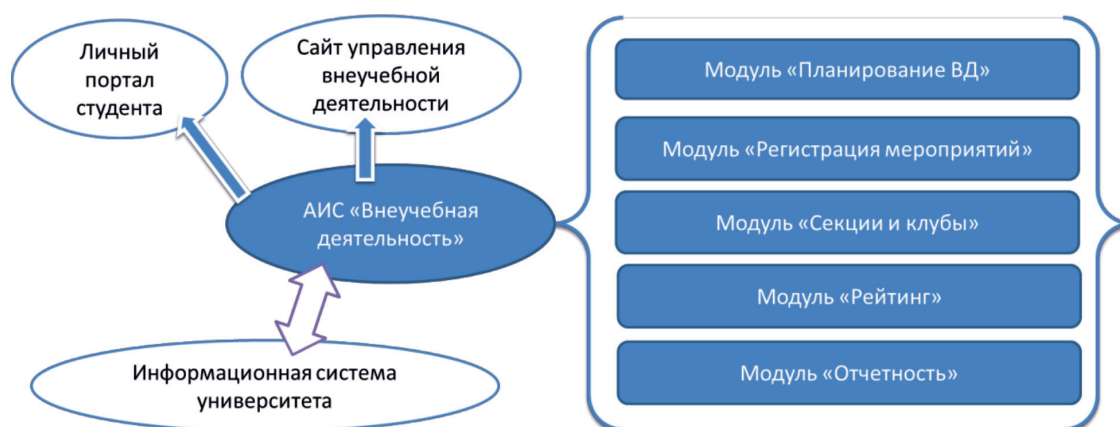 Личный
портал
студента
Сайт управления
внеучебной
деятельности
АИС «Внеучебная
деятельность»
Информационная система
университета
Модуль «Планирование ВД»
Модуль «Регистрация мероприятий»
Модуль «Секции и клубы»
Модуль «Рейтинг»
Модуль «Отчетность»